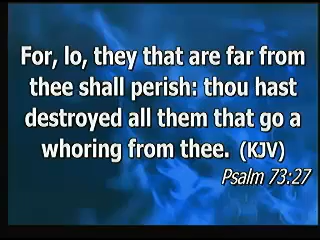 For, lo, they that are far from
thee shall perish: thou hast
destroyed all them that go a
whoring from thee. (KJV)
Psalm 73:27